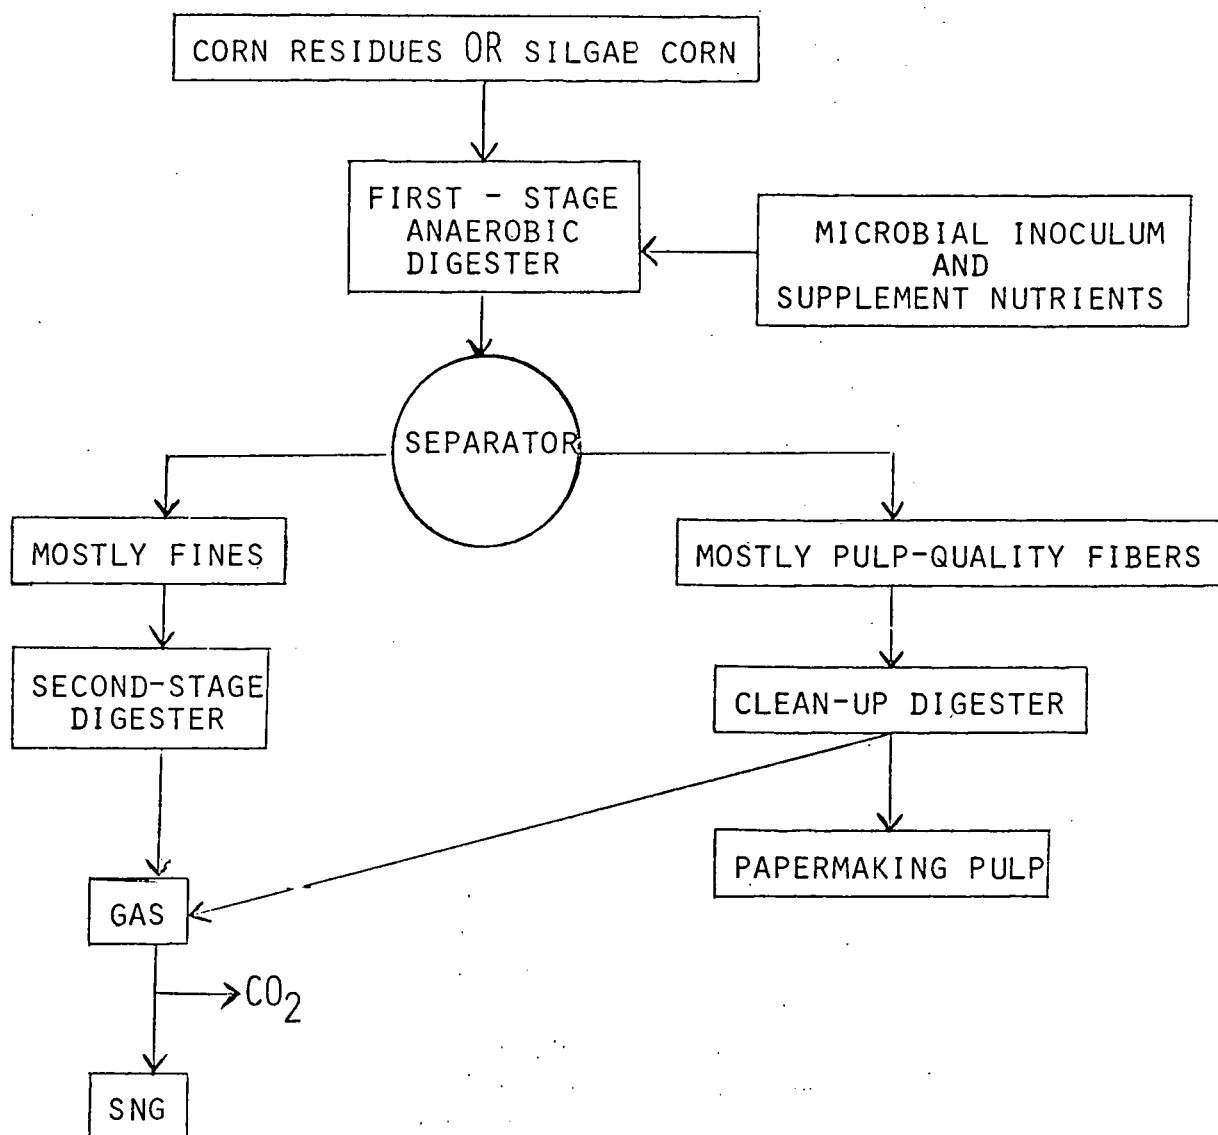 CORN RESIDUES OR SILGAE CORN
FIRST - STAGE
ANAEROBIC
DIGESTER
MICROBIAL INOCULUM
AND
SUPPLEMENT NUTRIENTS
SEPARATOR
MOSTLY FINES
MOSTLY PULP-QUALITY FIBERS
SECOND-STAGE
DIGESTER
CLEAN-UP DIGESTER
PAPERMAKING PULP
GAS
CO2
SNG